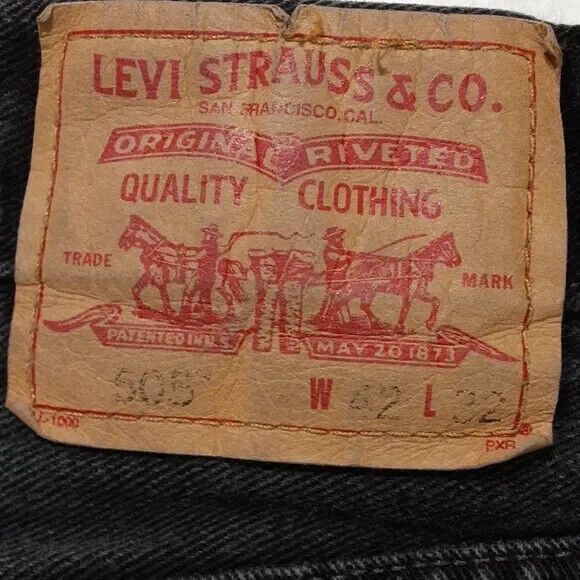 LEVI STRAUSS & CO.
SAN FRANCISCO, CAL.
ORIGINAL RIVETED
QUALITY CLOTHING
TRADE MARK
PATENTED IN U.S. MAY 20 1873
505 W 42 L 32